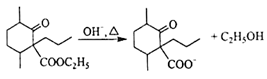 O
COOC₂H₅
OH⁻, △
O
COO⁻
+ C₂H₅OH